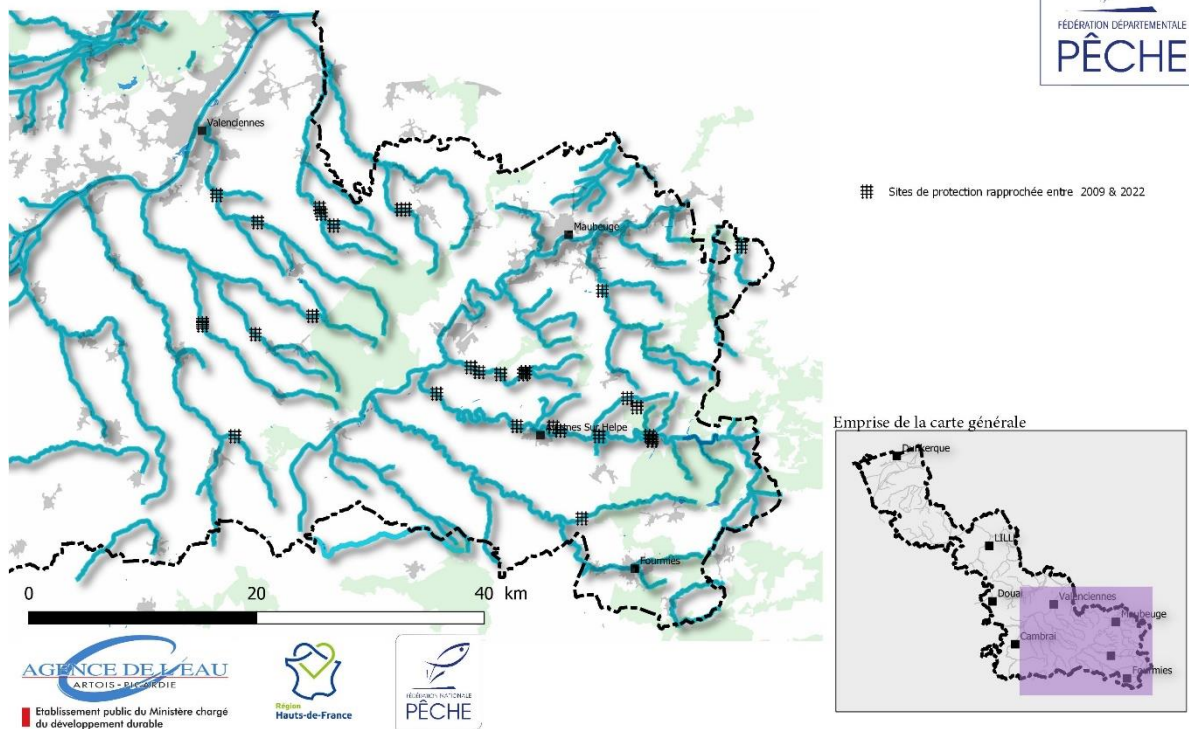 FÉDÉRATION DÉPARTEMENTALE
PÊCHE
Valenciennes
Maubeuge
Sites de protection rapprochée entre 2009 & 2022
Sur Helpe
Fourmies
0 20 40 km
Emprise de la carte générale
Dunkerque
Douai
Valenciennes
Maubeuge
Cambrai
Fourmies
AGENCE DE L'EAU
ARTOIS - PICARDIE
Etablissement public du Ministère chargé
du développement durable
Région
Hauts-de-France
FÉDÉRATION NATIONALE
PÊCHE